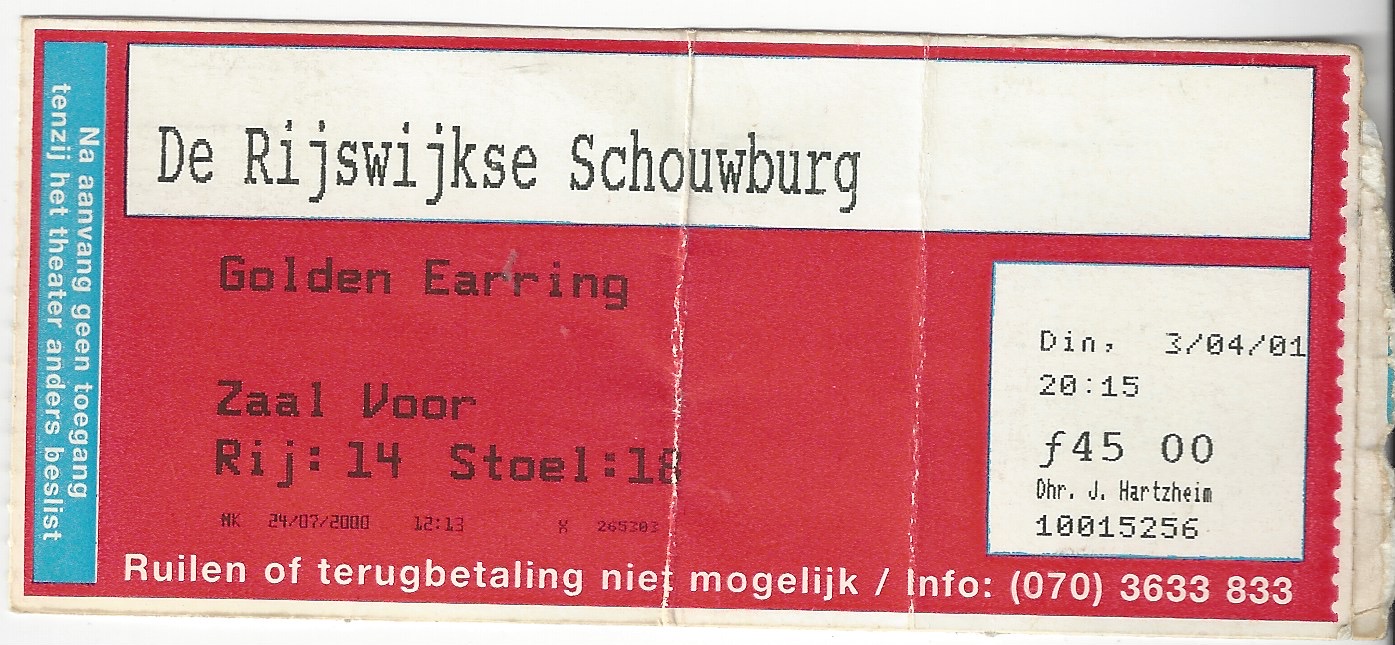 Na aanvang geen toegang
tenzij het theater anders beslist
De Rijswijkse Schouwburg
Golden Earring
Zaal Voor
Rij: 14 Stoel:18
NK 24/07/2000 12:13 K 265303
Din, 3/04/01
20:15
ƒ45 00
Dhr. J. Hartzheim
10015256
Ruilen of terugbetaling niet mogelijk / Info: (070) 3633 833